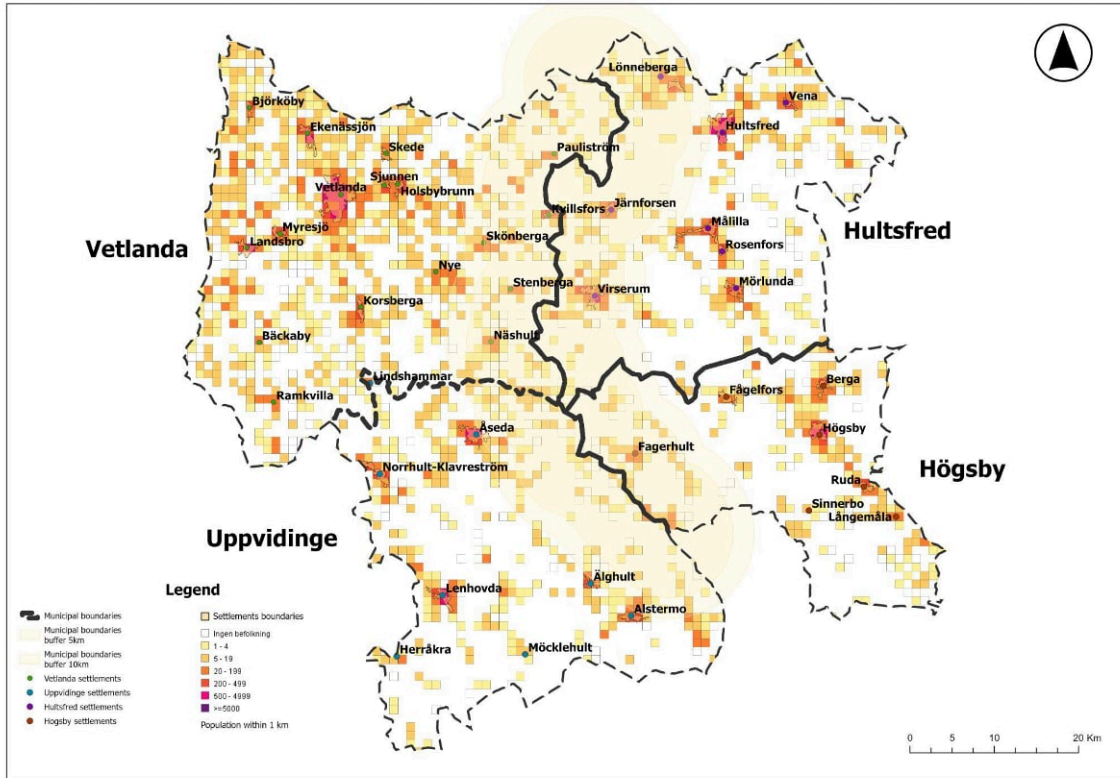 Lönneberga
Vena
Björköby
Hultsfred
Ekenässjön
Skede
Pauliström
Sjunnen
Vetlanda
Holsbybrunn
Kvillsfors
Järnforsen
Målilla
Myresjö
Landsbro
Skönberga
Rosenfors
Vetlanda
Hultsfred
Nye
Stenberga
Virserum
Mörlunda
Korsberga
Bäckaby
Näshult
Lindshammar
Berga
Ramkvilla
Fågelfors
Åseda
Högsby
Fagerhult
Norrhult-Klavreström
Högsby
Ruda
Sinnerbo
Långemåla
Uppvidinge
Älghult
Lenhovda
Alstermo
Herråkra
Möcklehult
Legend
Municipal boundaries
Municipal boundaries
buffer 5km
Municipal boundaries
buffer 10km
Vetlanda settlements
Uppvidinge settlements
Hultsfred settlements
Hogsby settlements
Settlements boundaries
Ingen befolkning
1 - 4
5 - 19
20 - 199
200 - 499
500 - 4999
>=5000
Population within 1 km
0 5 10 20 Km